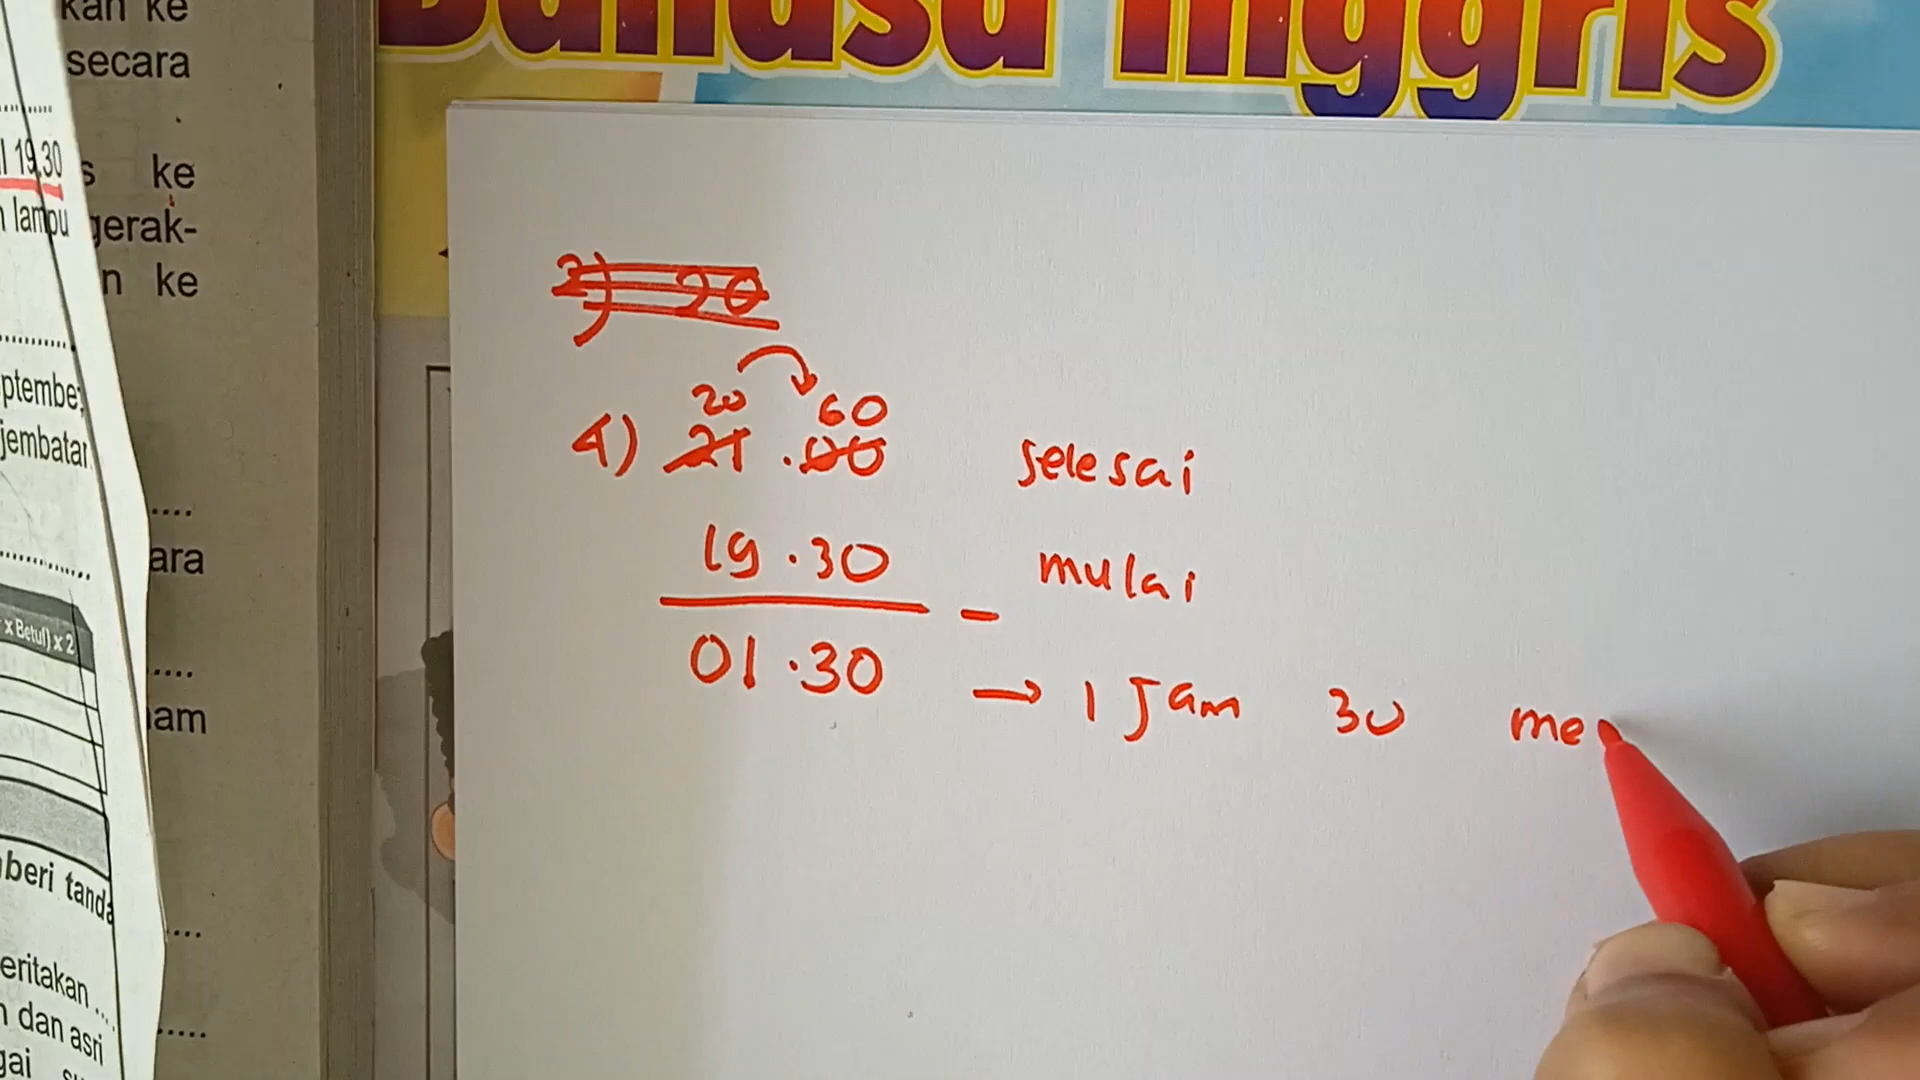 Bahasa Inggris
kan ke
secara
19.30
s ke
lampu
gerak-
n ke
ptember
jembatan
....
ara
x Betul) x 2
....
am
beri tanda
....
eritakan ....
n dan asri
gai
.....
2) 20
20 60
4) 21.00 selesai
19.30 mulai
01.30 - → 1 Jam 30 me